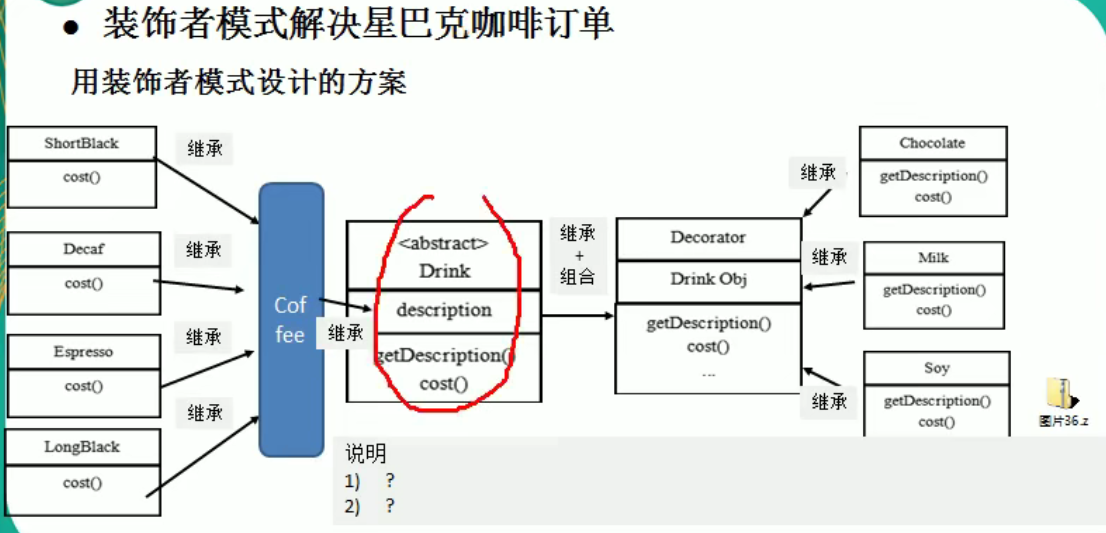 ● 装饰者模式解决星巴克咖啡订单
用装饰者模式设计的方案
ShortBlack
cost()
继承
Decaf
cost()
继承
Espresso
cost()
继承
LongBlack
cost()
继承
Cof
fee
继承
<abstract>
Drink
description
getDescription()
cost()
继承
+
组合
Decorator
Drink Obj
getDescription()
cost()
...
继承
Chocolate
getDescription()
cost()
继承
Milk
getDescription()
cost()
继承
Soy
getDescription()
cost()
图片36.z
说明
1) ?
2) ?